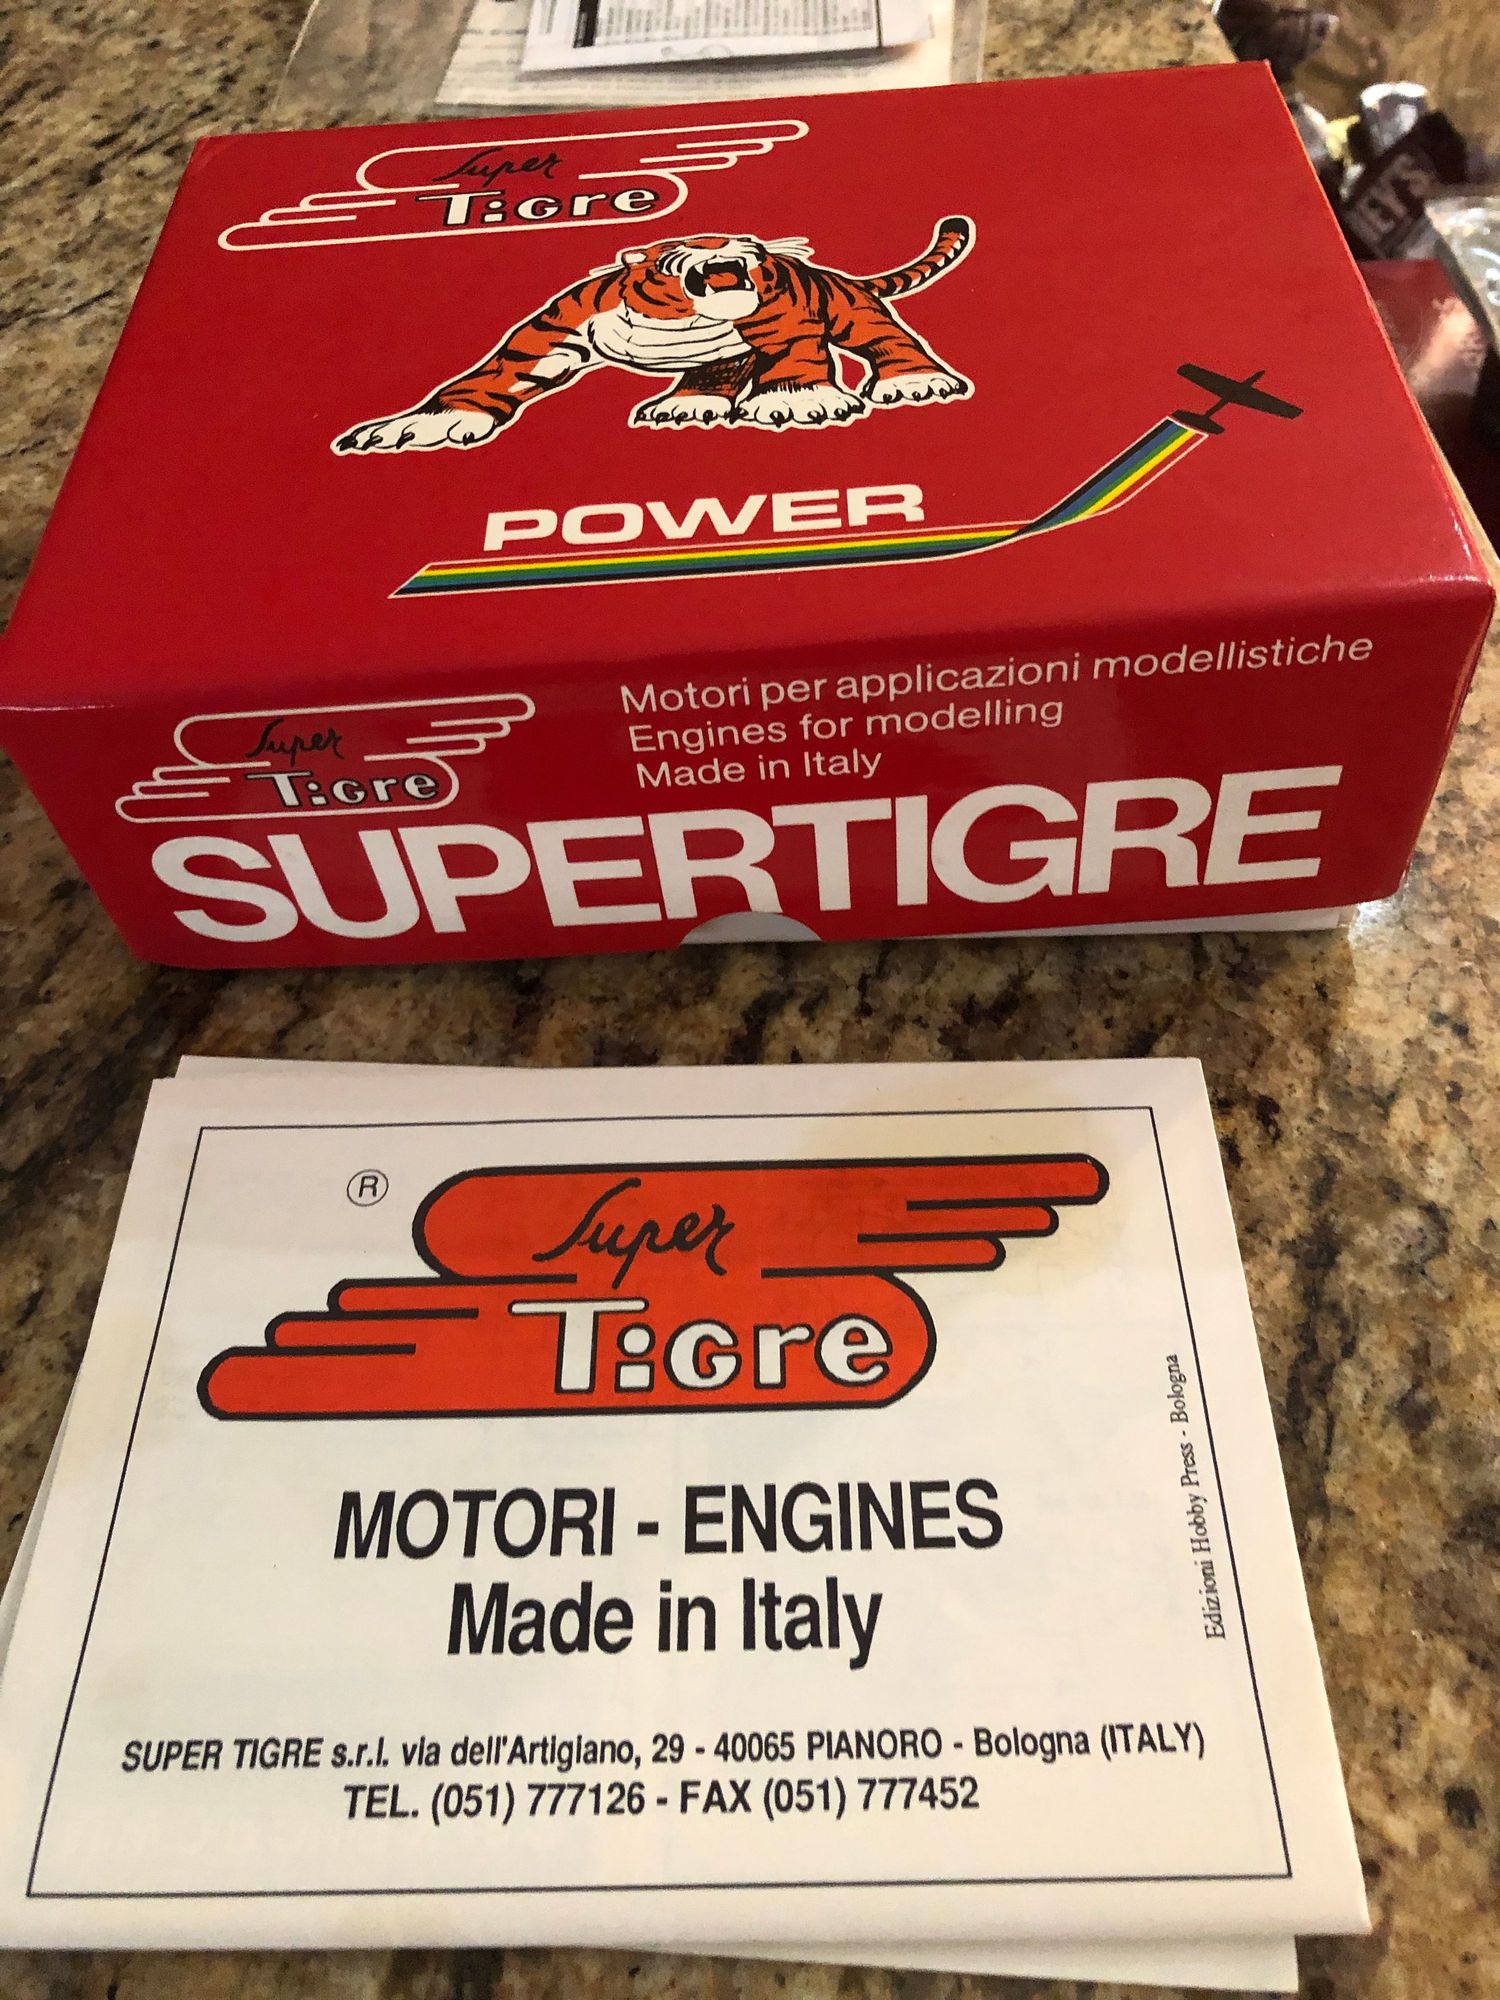 Super
Tigre
POWER
Super
Tigre
Motori per applicazioni modellistiche
Engines for modelling
Made in Italy
SUPERTIGRE
®
Super
Tigre
MOTORI - ENGINES
Made in Italy
Edizioni Hobby Press - Bologna
SUPER TIGRE s.r.l. via dell'Artigiano, 29 - 40065 PIANORO - Bologna (ITALY)
TEL. (051) 777126 - FAX (051) 777452